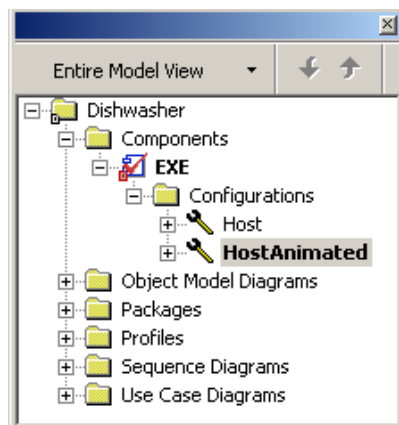 Entire Model View
Dishwasher
Components
EXE
Configurations
Host
HostAnimated
Object Model Diagrams
Packages
Profiles
Sequence Diagrams
Use Case Diagrams